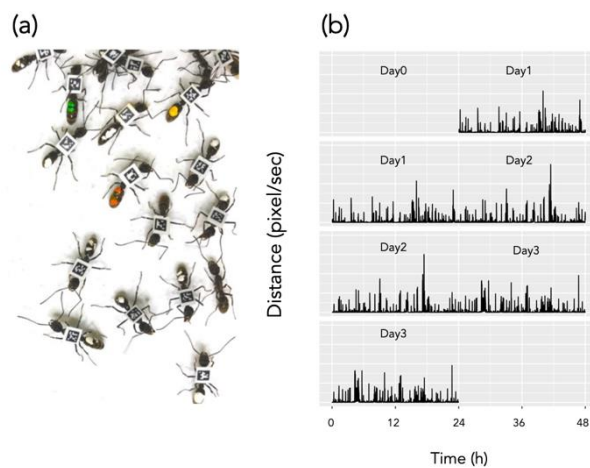 (a)
(b)
Day0 Day1
Day1 Day2
Day2 Day3
Day3
Distance (pixel/sec)
0 12 24 36 48
Time (h)